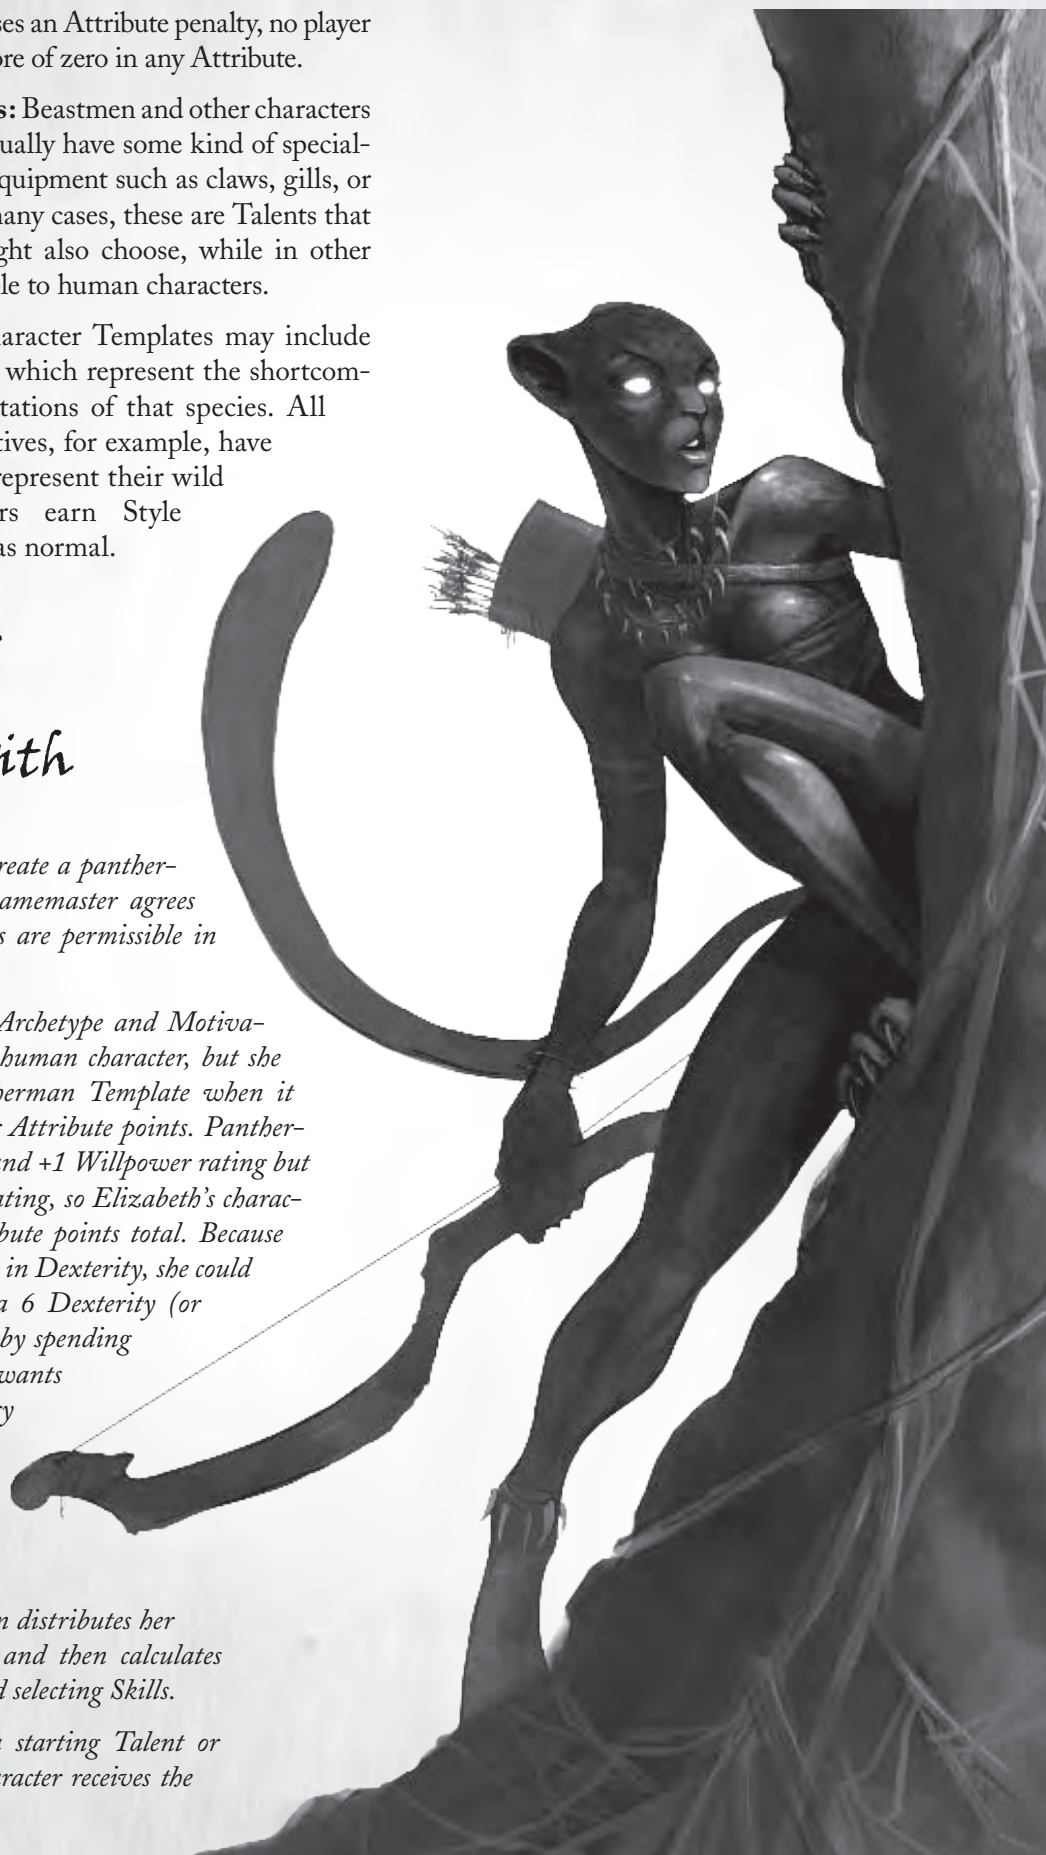 ses an Attribute penalty, no player
ore of zero in any Attribute.
s: Beastmen and other characters
ually have some kind of special-
quipment such as claws, gills, or
many cases, these are Talents that
ght also choose, while in other
le to human characters.
aracter Templates may include
which represent the shortcom-
tations of that species. All
tives, for example, have
represent their wild
rs earn Style
as normal.
ith
create a panther-
amemaster agrees
s are permissible in
Archetype and Motiva-
human character, but she
herman Template when it
r Attribute points. Panther-
and +1 Willpower rating but
ating, so Elizabeth's charac-
bute points total. Because
in Dexterity, she could
a 6 Dexterity (or
by spending
wants
ry
n distributes her
and then calculates
d selecting Skills.
a starting Talent or
aracter receives the